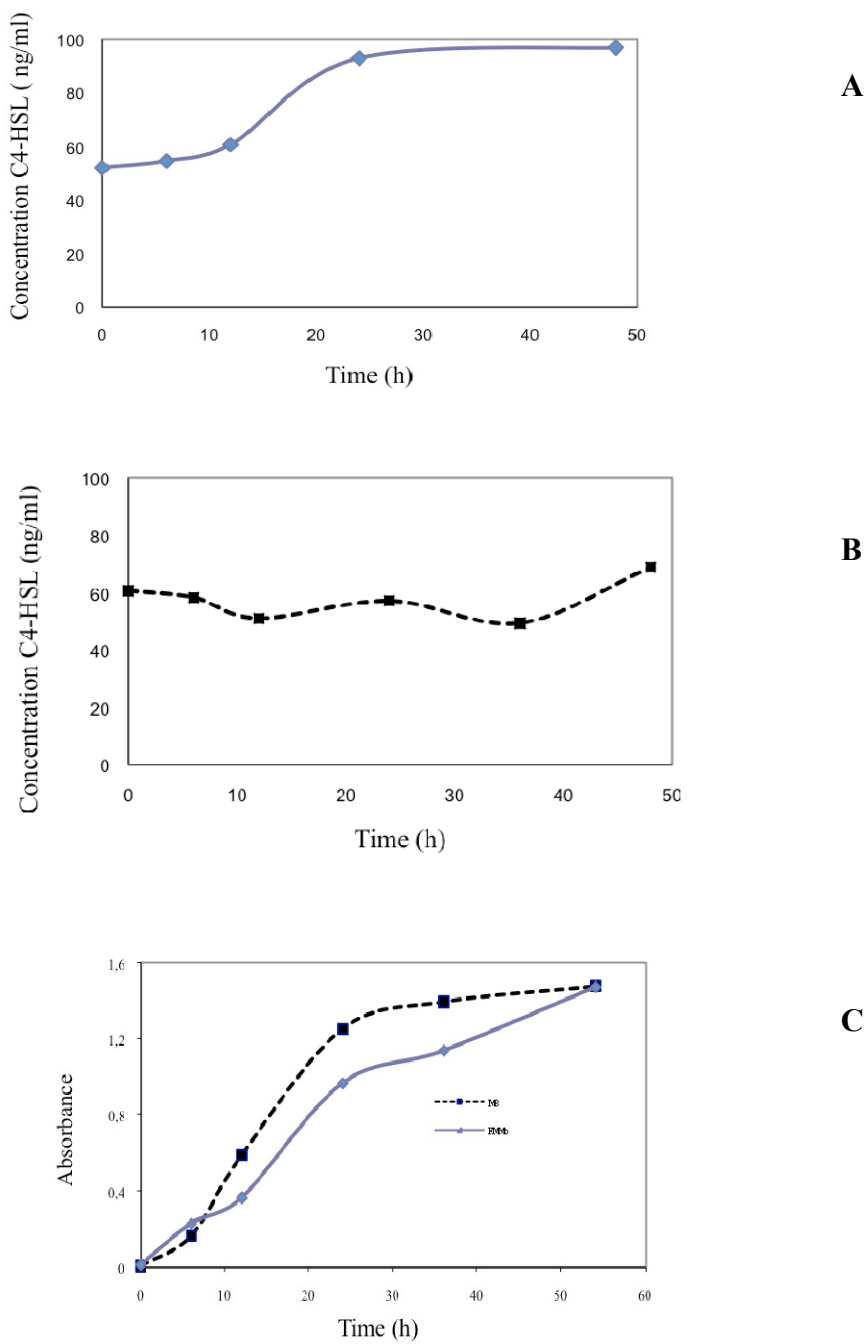 100
80
60
40
20
0
0 10 20 30 40 50
Concentration C4-HSL ( ng/ml)
Time (h)
A
100
80
60
40
20
0
0 10 20 30 40 50
Concentration C4-HSL (ng/ml)
Time (h)
B
1,6
1,2
0,8
0,4
0
0 10 20 30 40 50 60
Absorbance
MB
Time (h)
C